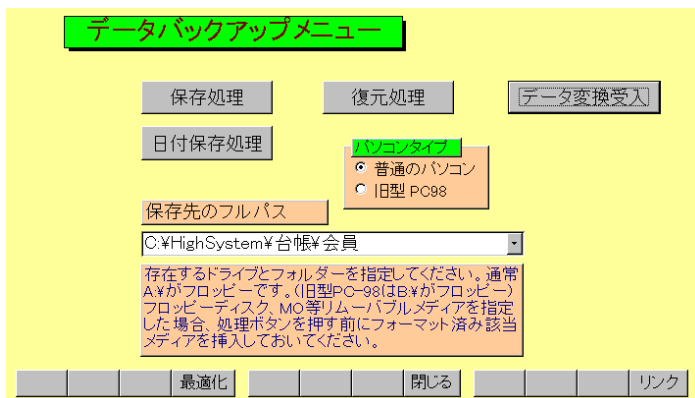 データバックアップメニュー
保存処理
復元処理
データ変換受入
日付保存処理
パソコンタイプ
普通のパソコン
旧型 PC98
保存先のフルパス
C:¥HighSystem¥台帳¥会員
存在するドライブとフォルダーを指定してください。通常
A:¥がフロッピーです。(旧型PC-98はB:¥がフロッピー)
フロッピーディスク、MO等リムーバブルメディアを指定
した場合、処理ボタンを押す前にフォーマット済み該当
メディアを挿入しておいてください。
最適化
閉じる
リンク